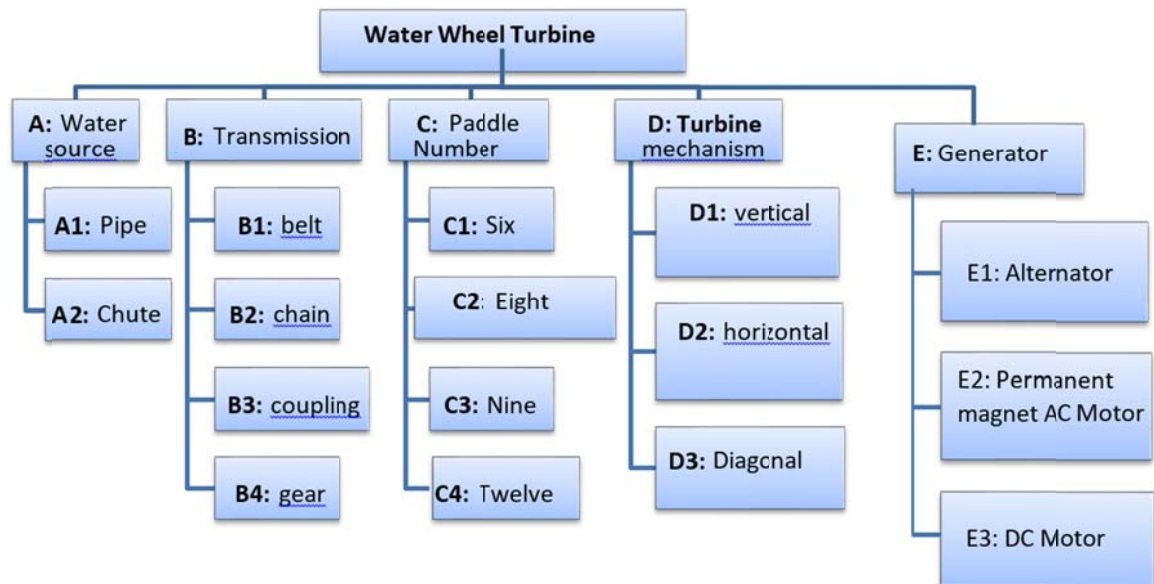 Water Wheel Turbine
A: Water
source
A1: Pipe
A2: Chute
B: Transmission
B1: belt
B2: chain
B3: coupling
B4: gear
C: Paddle
Number
C1: Six
C2: Eight
C3: Nine
C4: Twelve
D: Turbine
mechanism
D1: vertical
D2: horizontal
D3: Diagonal
E: Generator
E1: Alternator
E2: Permanent
magnet AC Motor
E3: DC Motor